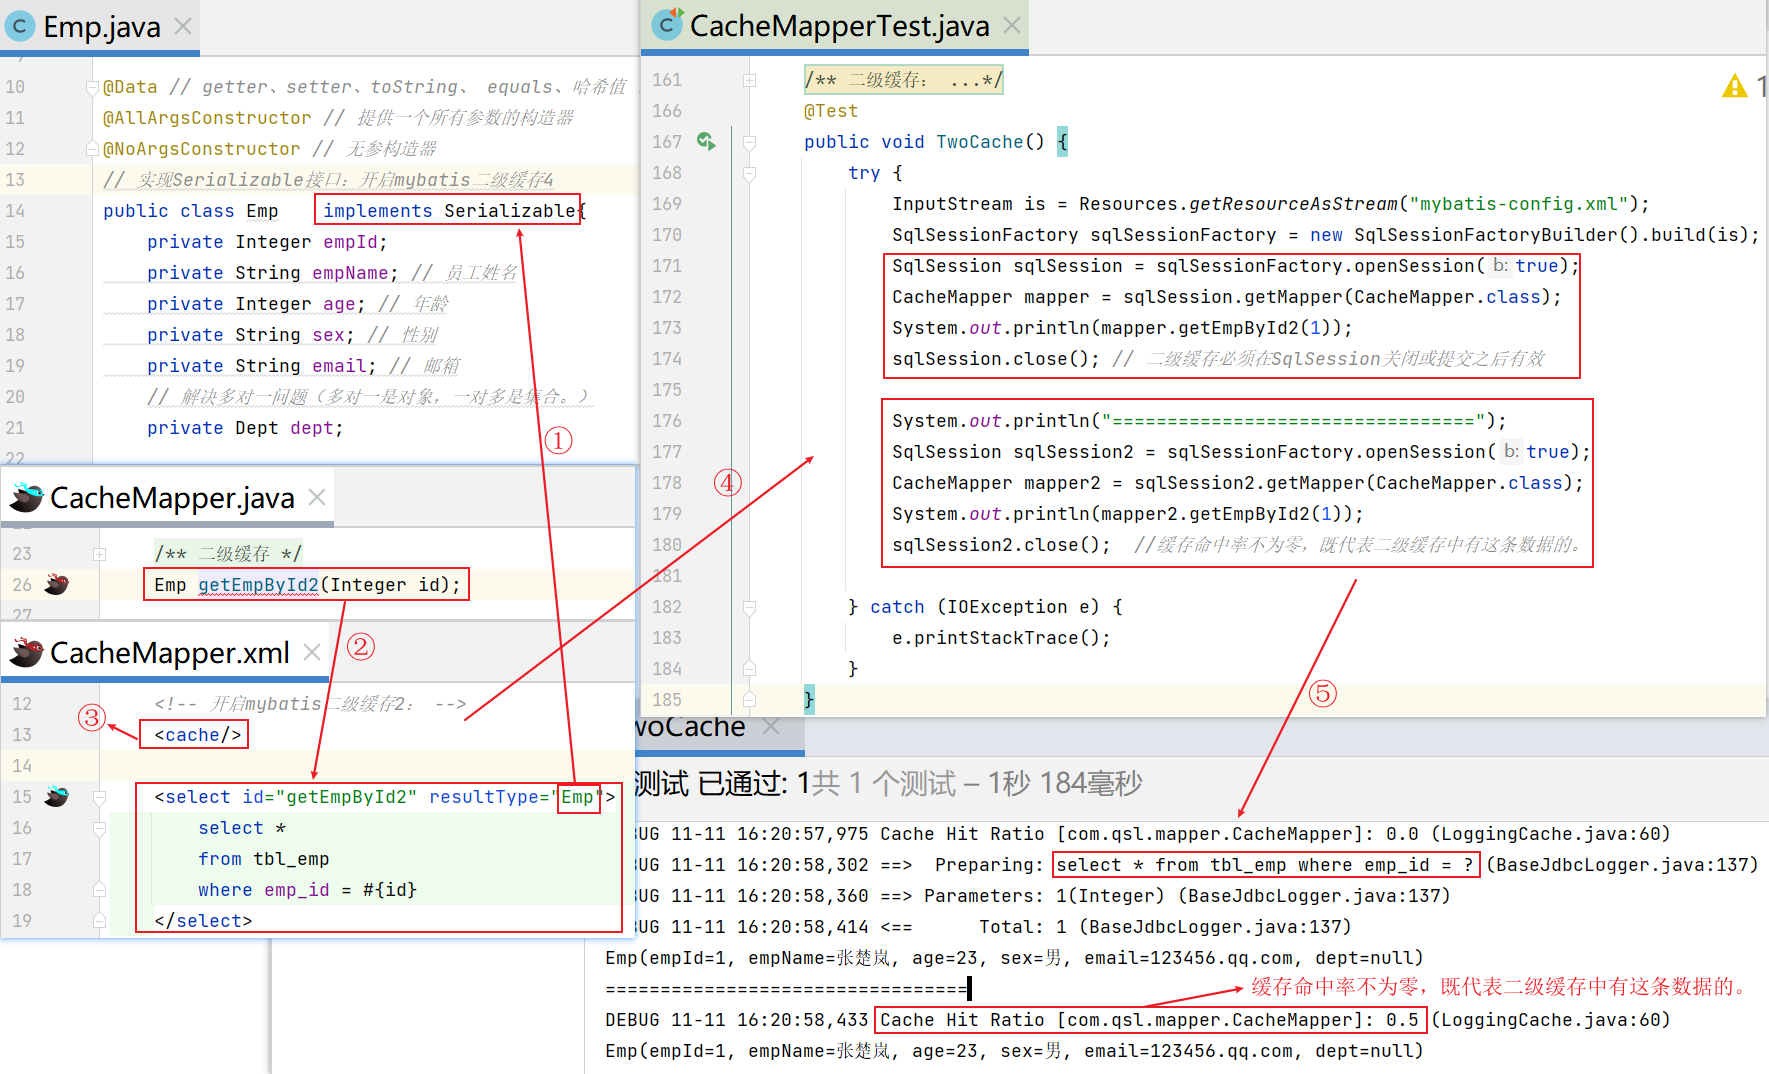 Emp.java
10 @Data // getter、setter、toString、 equals、哈希值
11 @AllArgsConstructor // 提供一个所有参数的构造器
12 @NoArgsConstructor // 无参构造器
13 // 实现Serializable接口：开启mybatis二级缓存4
14 public class Emp implements Serializable{
15 private Integer empId;
16 private String empName; // 员工姓名
17 private Integer age; // 年龄
18 private String sex; // 性别
19 private String email; // 邮箱
20 // 解决多对一问题（多对一是对象，一对多是集合。）
21 private Dept dept;
22
①
CacheMapper.java
23 /** 二级缓存 */
26 Emp getEmpById2(Integer id);
27
②
CacheMapper.xml
12 <!-- 开启mybatis二级缓存2： -->
③
13 <cache/>
14
15 <select id="getEmpById2" resultType="Emp">
16 select *
17 from tbl_emp
18 where emp_id = #{id}
19 </select>
CacheMapperTest.java
161 /** 二级缓存： ...*/
1
166 @Test
167 public void TwoCache() {
168 try {
169 InputStream is = Resources.getResourceAsStream("mybatis-config.xml");
170 SqlSessionFactory sqlSessionFactory = new SqlSessionFactoryBuilder().build(is);
171 SqlSession sqlSession = sqlSessionFactory.openSession( b: true);
172 CacheMapper mapper = sqlSession.getMapper(CacheMapper.class);
173 System.out.println(mapper.getEmpById2(1));
174 sqlSession.close(); // 二级缓存必须在SqlSession关闭或提交之后有效
175
176 System.out.println("=================================");
177 SqlSession sqlSession2 = sqlSessionFactory.openSession( b: true);
④
178 CacheMapper mapper2 = sqlSession2.getMapper(CacheMapper.class);
179 System.out.println(mapper2.getEmpById2(1));
180 sqlSession2.close(); //缓存命中率不为零，既代表二级缓存中有这条数据的。
181
182 } catch (IOException e) {
183 e.printStackTrace();
184 }
185 }
⑤
woCache
测试 已通过: 1共 1 个测试 – 1秒 184毫秒
BUG 11-11 16:20:57,975 Cache Hit Ratio [com.qsl.mapper.CacheMapper]: 0.0 (LoggingCache.java:60)
BUG 11-11 16:20:58,302 ==>  Preparing: select * from tbl_emp where emp_id = ? (BaseJdbcLogger.java:137)
BUG 11-11 16:20:58,360 ==> Parameters: 1(Integer) (BaseJdbcLogger.java:137)
BUG 11-11 16:20:58,414 <==      Total: 1 (BaseJdbcLogger.java:137)
Emp(empId=1, empName=张楚岚, age=23, sex=男, email=123456.qq.com, dept=null)
=================================
缓存命中率不为零，既代表二级缓存中有这条数据的。
DEBUG 11-11 16:20:58,433 Cache Hit Ratio [com.qsl.mapper.CacheMapper]: 0.5 (LoggingCache.java:60)
Emp(empId=1, empName=张楚岚, age=23, sex=男, email=123456.qq.com, dept=null)